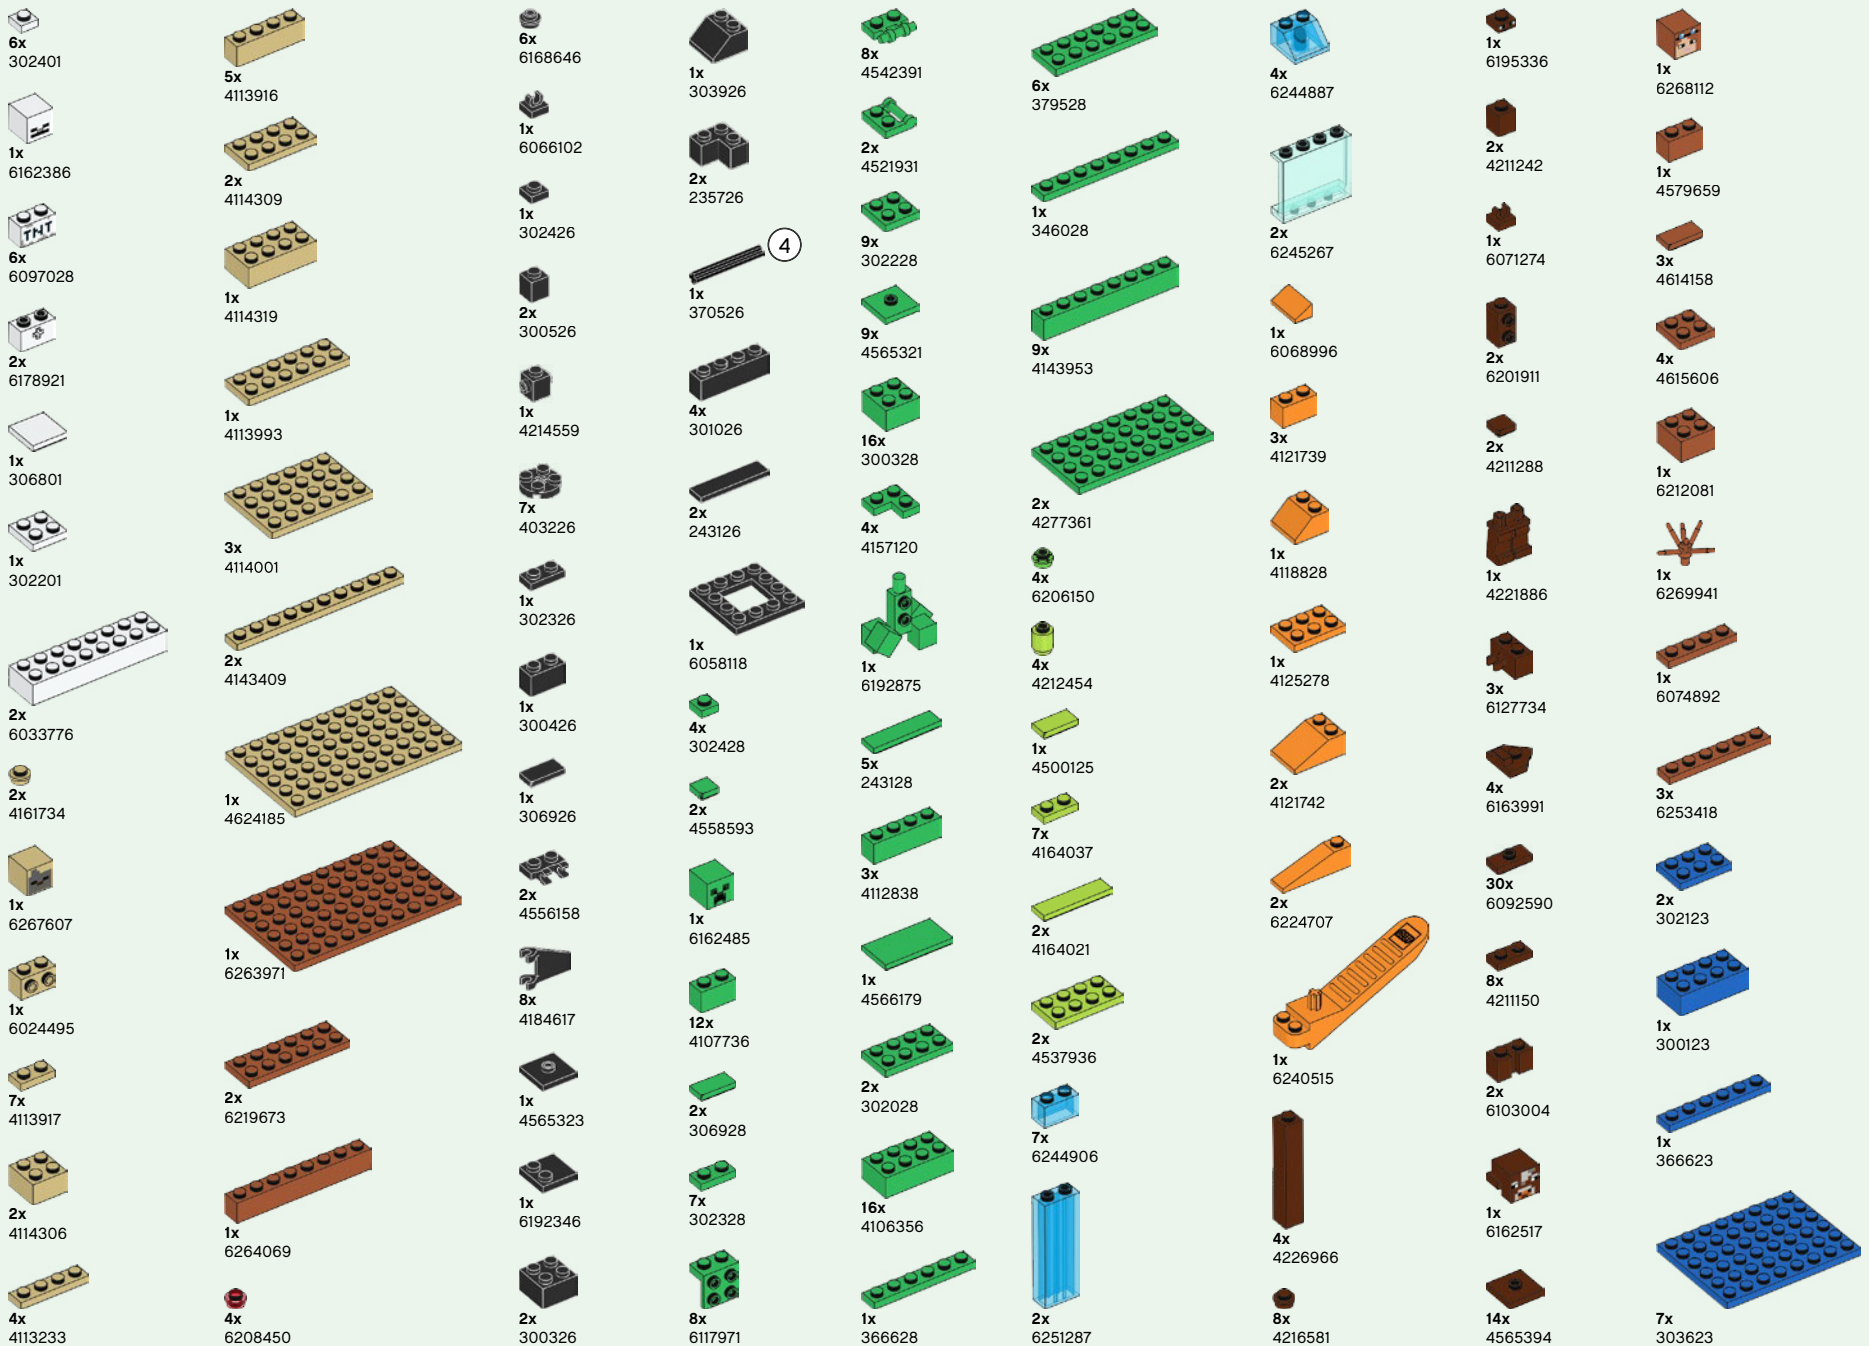 6x
302401
1x
6162386
TNT
6x
6097028
2x
6178921
1x
306801
1x
302201
2x
6033776
2x
4161734
1x
6267607
1x
6024495
7x
4113917
2x
4114306
4x
4113233
5x
4113916
2x
4114309
1x
4114319
1x
4113993
3x
4114001
2x
4143409
1x
4624185
1x
6263971
2x
6219673
1x
6264069
4x
6208450
6x
6168646
1x
6066102
1x
302426
2x
300526
1x
4214559
7x
403226
1x
302326
1x
300426
1x
306926
2x
4556158
8x
4184617
1x
4565323
1x
6192346
2x
300326
1x
303926
2x
235726
4
1x
370526
4x
301026
2x
243126
1x
6058118
4x
302428
2x
4558593
1x
6162485
12x
4107736
2x
306928
7x
302328
8x
6117971
8x
4542391
2x
4521931
9x
302228
9x
4565321
16x
300328
4x
4157120
1x
6192875
5x
243128
3x
4112838
1x
4566179
2x
302028
16x
4106356
1x
366628
6x
379528
1x
346028
9x
4143953
2x
4277361
4x
6206150
4x
4212454
1x
4500125
7x
4164037
2x
4164021
2x
4537936
7x
6244906
2x
6251287
4x
6244887
2x
6245267
1x
6068996
3x
4121739
1x
4118828
1x
4125278
2x
4121742
2x
6224707
1x
6240515
4x
4226966
8x
4216581
1x
6195336
2x
4211242
1x
6071274
2x
6201911
2x
4211288
1x
4221886
3x
6127734
4x
6163991
30x
6092590
8x
4211150
2x
6103004
1x
6162517
14x
4565394
1x
6268112
1x
4579659
3x
4614158
4x
4615606
1x
6212081
1x
6269941
1x
6074892
3x
6253418
2x
302123
1x
300123
1x
366623
7x
303623